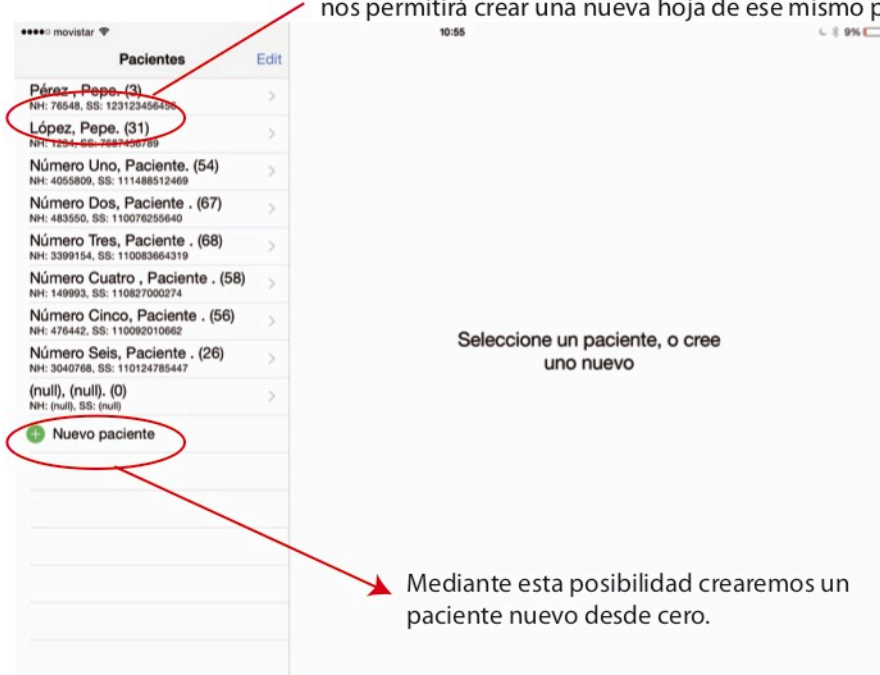 nos permitirá crear una nueva hoja de ese mismo p
movistar 10:55 9%
Pacientes Edit
Pérez , Pepe. (3)
NH: 76548, SS: 123123456456
López, Pepe. (31)
NH: 1234, SS: 7687456789
Número Uno, Paciente. (54)
NH: 4055809, SS: 111488512469
Número Dos, Paciente . (67)
NH: 483550, SS: 110076255640
Número Tres, Paciente . (68)
NH: 3399154, SS: 110083664319
Número Cuatro , Paciente . (58)
NH: 149993, SS: 110827000274
Número Cinco, Paciente . (56)
NH: 476442, SS: 110092010662
Número Seis, Paciente . (26)
NH: 3040768, SS: 110124785447
(null), (null). (0)
NH: (null), SS: (null)
Nuevo paciente
Seleccione un paciente, o cree
uno nuevo
Mediante esta posibilidad crearemos un
paciente nuevo desde cero.